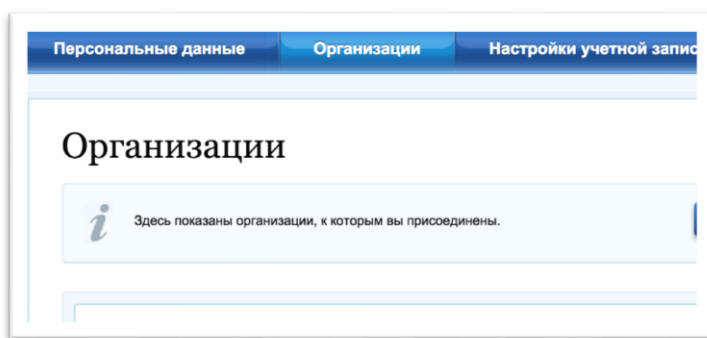 Персональные данные Организации Настройки учетной запис
Организации
Здесь показаны организации, к которым вы присоединены.